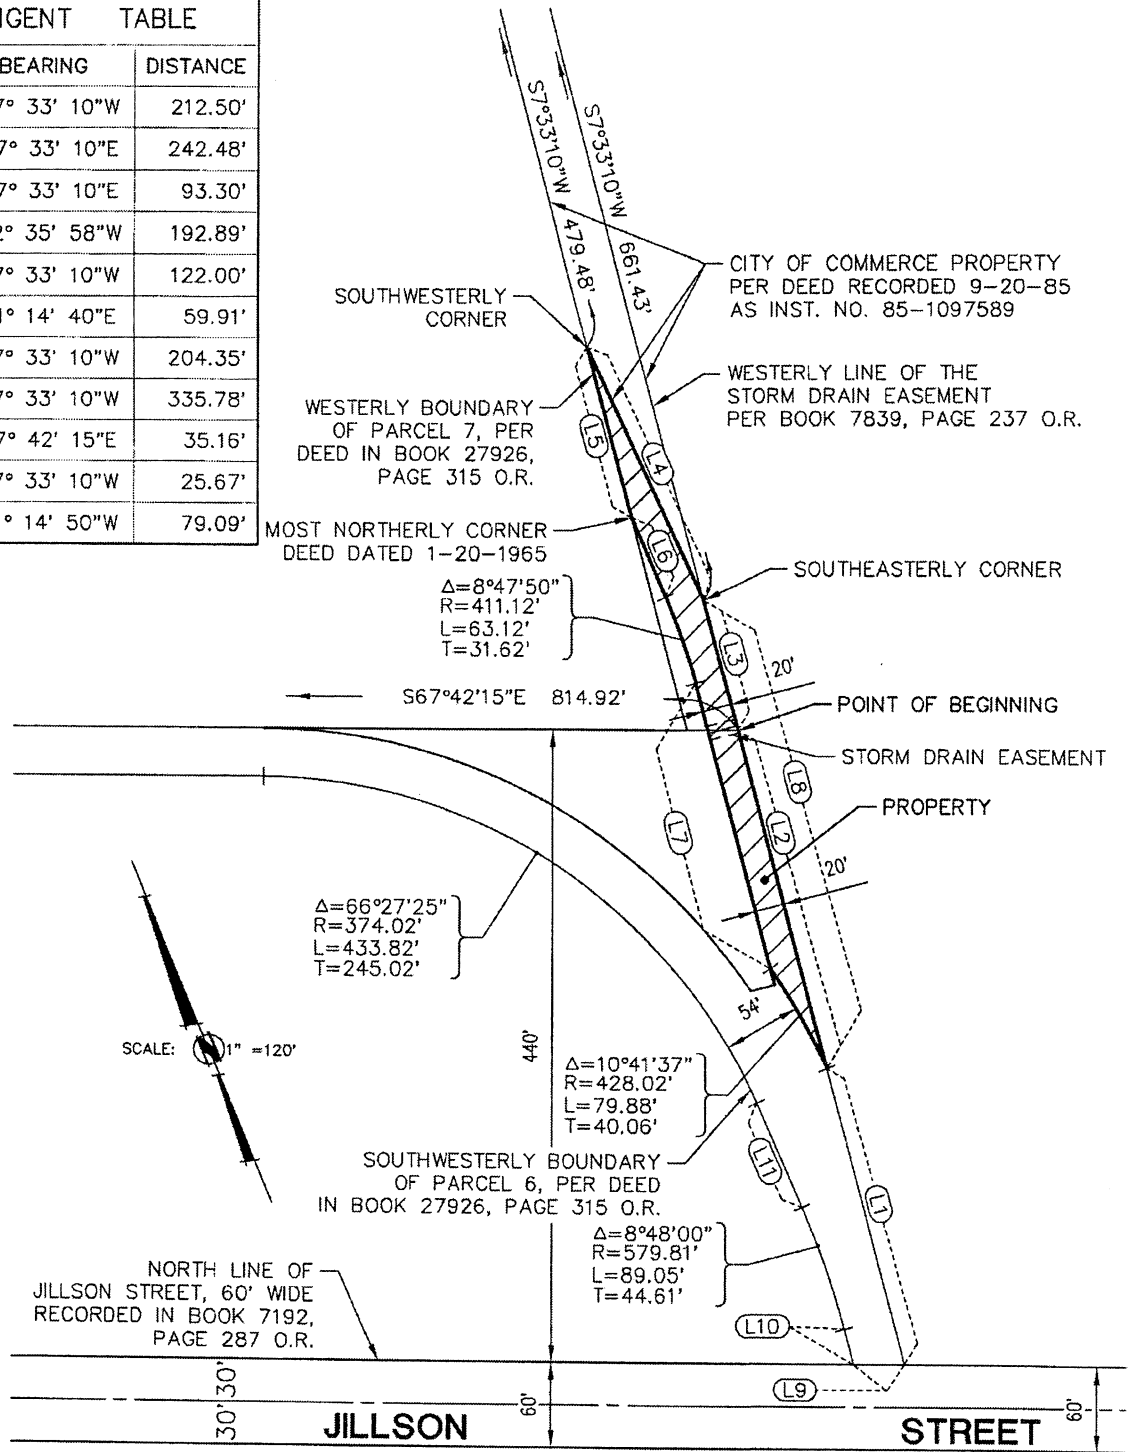 TABLE
BEARING DISTANCE
7° 33' 10"W 212.50'
7° 33' 10"E 242.48'
7° 33' 10"E 93.30'
2° 35' 58"W 192.89'
7° 33' 10"W 122.00'
° 14' 40"E 59.91'
7° 33' 10"W 204.35'
7° 33' 10"W 335.78'
7° 42' 15"E 35.16'
7° 33' 10"W 25.67'
° 14' 50"W 79.09'
S7°33'10"W 479.48'
S7°33'10"W 661.43'
CITY OF COMMERCE PROPERTY
PER DEED RECORDED 9-20-85
AS INST. NO. 85-1097589
SOUTHWESTERLY
CORNER
WESTERLY LINE OF THE
STORM DRAIN EASEMENT
PER BOOK 7839, PAGE 237 O.R.
WESTERLY BOUNDARY
OF PARCEL 7, PER
DEED IN BOOK 27926,
PAGE 315 O.R.
L5
L4
MOST NORTHERLY CORNER
DEED DATED 1-20-1965
L6
SOUTHEASTERLY CORNER
Δ=8°47'50"
R=411.12'
L=63.12'
T=31.62'
L3
20'
S67°42'15"E 814.92'
POINT OF BEGINNING
STORM DRAIN EASEMENT
L8
L7
L2
PROPERTY
20'
Δ=66°27'25"
R=374.02'
L=433.82'
T=245.02'
54'
SCALE: 1" =120'
440'
Δ=10°41'37"
R=428.02'
L=79.88'
T=40.06'
SOUTHWESTERLY BOUNDARY
OF PARCEL 6, PER DEED
IN BOOK 27926, PAGE 315 O.R.
L11
L1
Δ=8°48'00"
R=579.81'
L=89.05'
T=44.61'
NORTH LINE OF
JILLSON STREET, 60' WIDE
RECORDED IN BOOK 7192,
PAGE 287 O.R.
L10
L9
30' 30'
60'
60'
JILLSON STREET